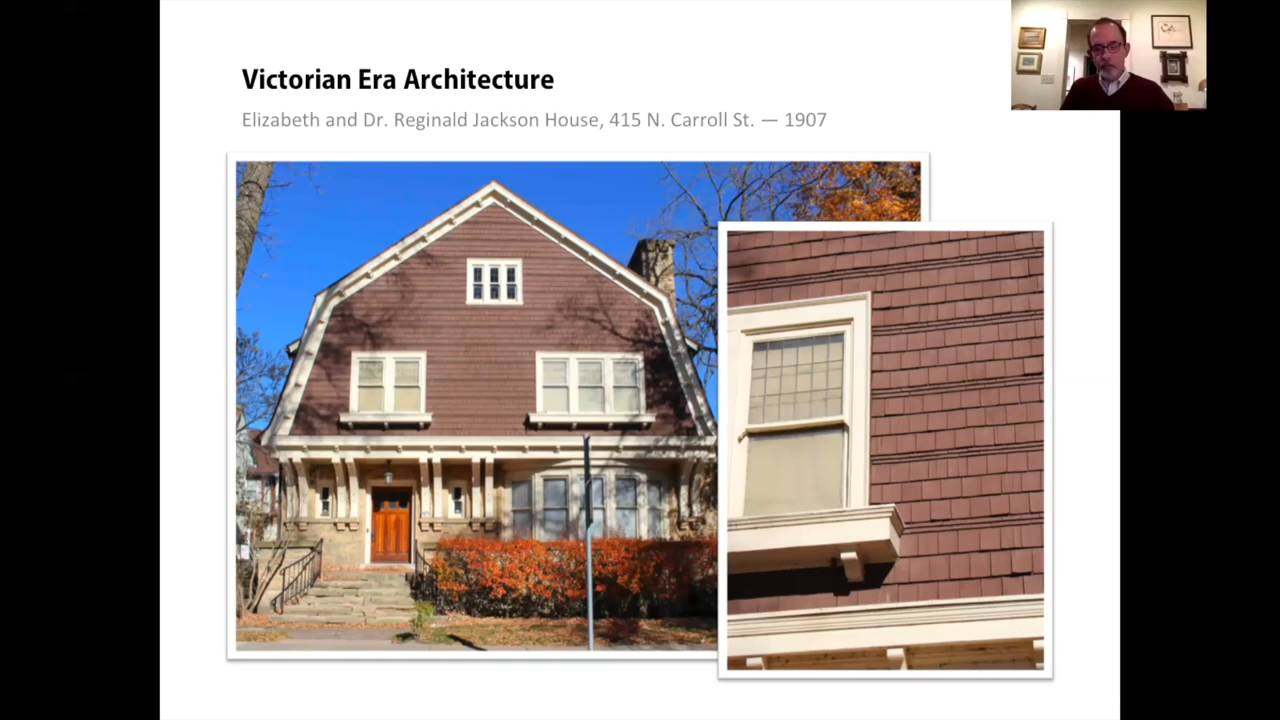 Victorian Era Architecture
Elizabeth and Dr. Reginald Jackson House, 415 N. Carroll St. — 1907